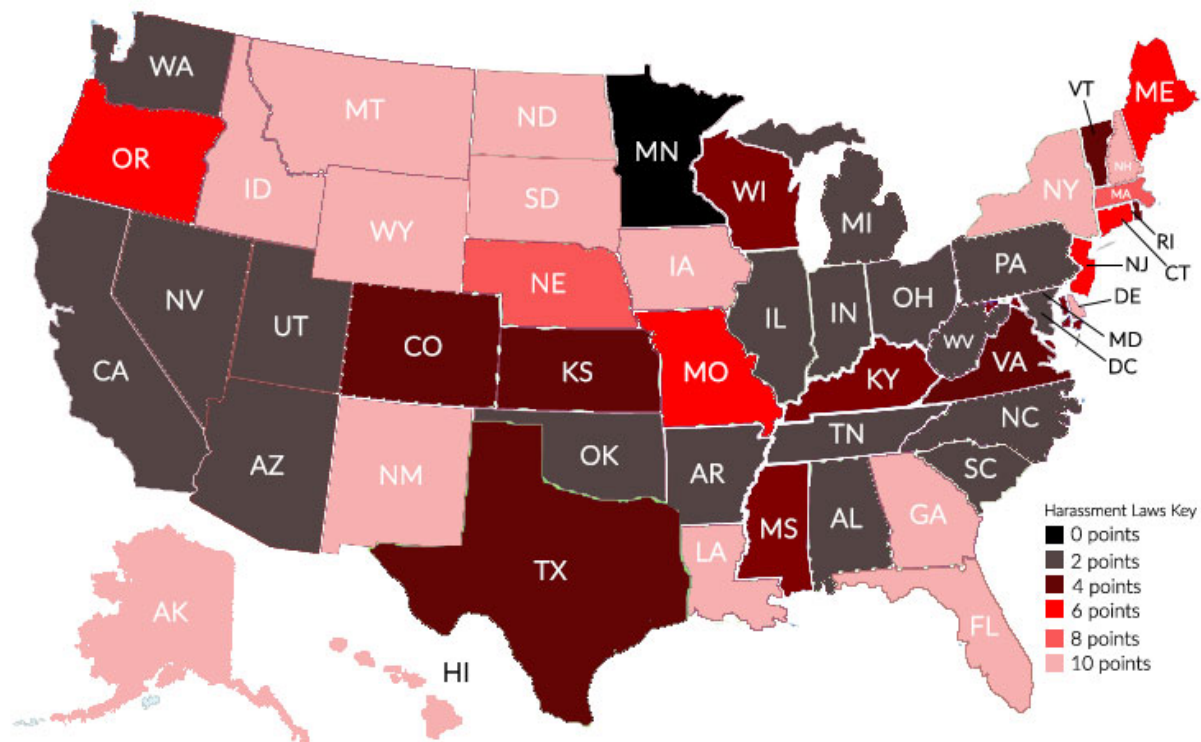 WA
MT
ND
MN
VT
ME
OR
ID
SD
WI
MI
NY
NH
MA
WY
IA
RI
CT
NE
PA
NJ
NV
UT
IL
IN
OH
DE
CO
WV
MD
CA
KS
MO
KY
VA
DC
AZ
NM
OK
AR
TN
NC
SC
MS
AL
GA
Harassment Laws Key
0 points
2 points
4 points
6 points
8 points
10 points
TX
LA
AK
FL
HI